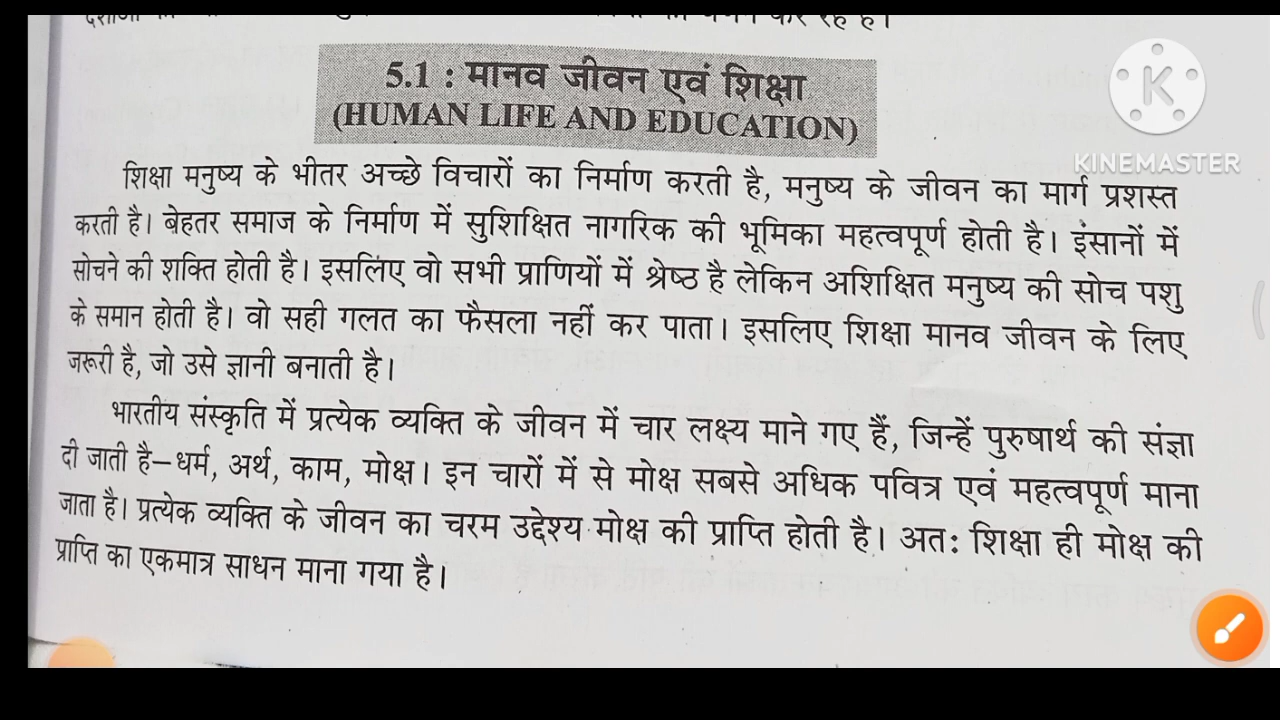 कर रहे हैं।
5.1 : मानव जीवन एवं शिक्षा
(HUMAN LIFE AND EDUCATION)
K
KINEMASTER
शिक्षा मनुष्य के भीतर अच्छे विचारों का निर्माण करती है, मनुष्य के जीवन का मार्ग प्रशस्त
करती है। बेहतर समाज के निर्माण में सुशिक्षित नागरिक की भूमिका महत्वपूर्ण होती है। इंसानों में
सोचने की शक्ति होती है। इसलिए वो सभी प्राणियों में श्रेष्ठ है लेकिन अशिक्षित मनुष्य की सोच पशु
के समान होती है। वो सही गलत का फैसला नहीं कर पाता। इसलिए शिक्षा मानव जीवन के लिए
जरूरी है, जो उसे ज्ञानी बनाती है।
भारतीय संस्कृति में प्रत्येक व्यक्ति के जीवन में चार लक्ष्य माने गए हैं, जिन्हें पुरुषार्थ की संज्ञा
दी जाती है–धर्म, अर्थ, काम, मोक्ष। इन चारों में से मोक्ष सबसे अधिक पवित्र एवं महत्वपूर्ण माना
जाता है। प्रत्येक व्यक्ति के जीवन का चरम उद्देश्य मोक्ष की प्राप्ति होती है। अतः शिक्षा ही मोक्ष की
प्राप्ति का एकमात्र साधन माना गया है।